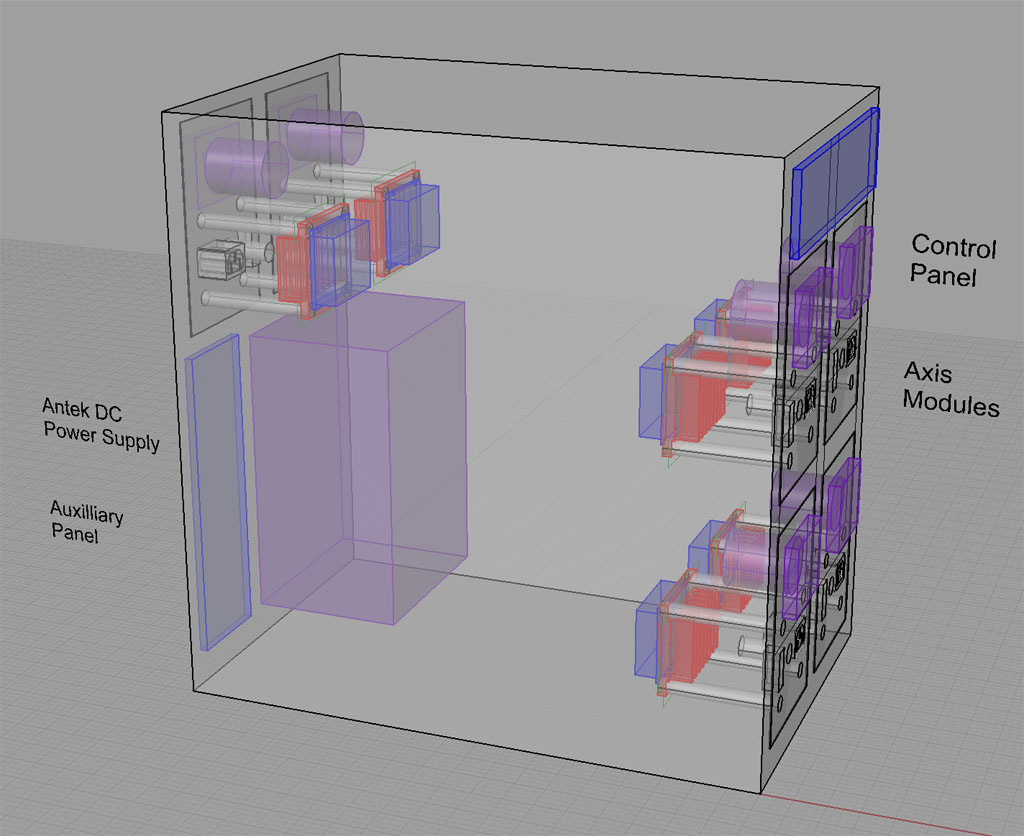 Control
Panel
Axis
Modules
Antek DC
Power Supply
Auxilliary
Panel